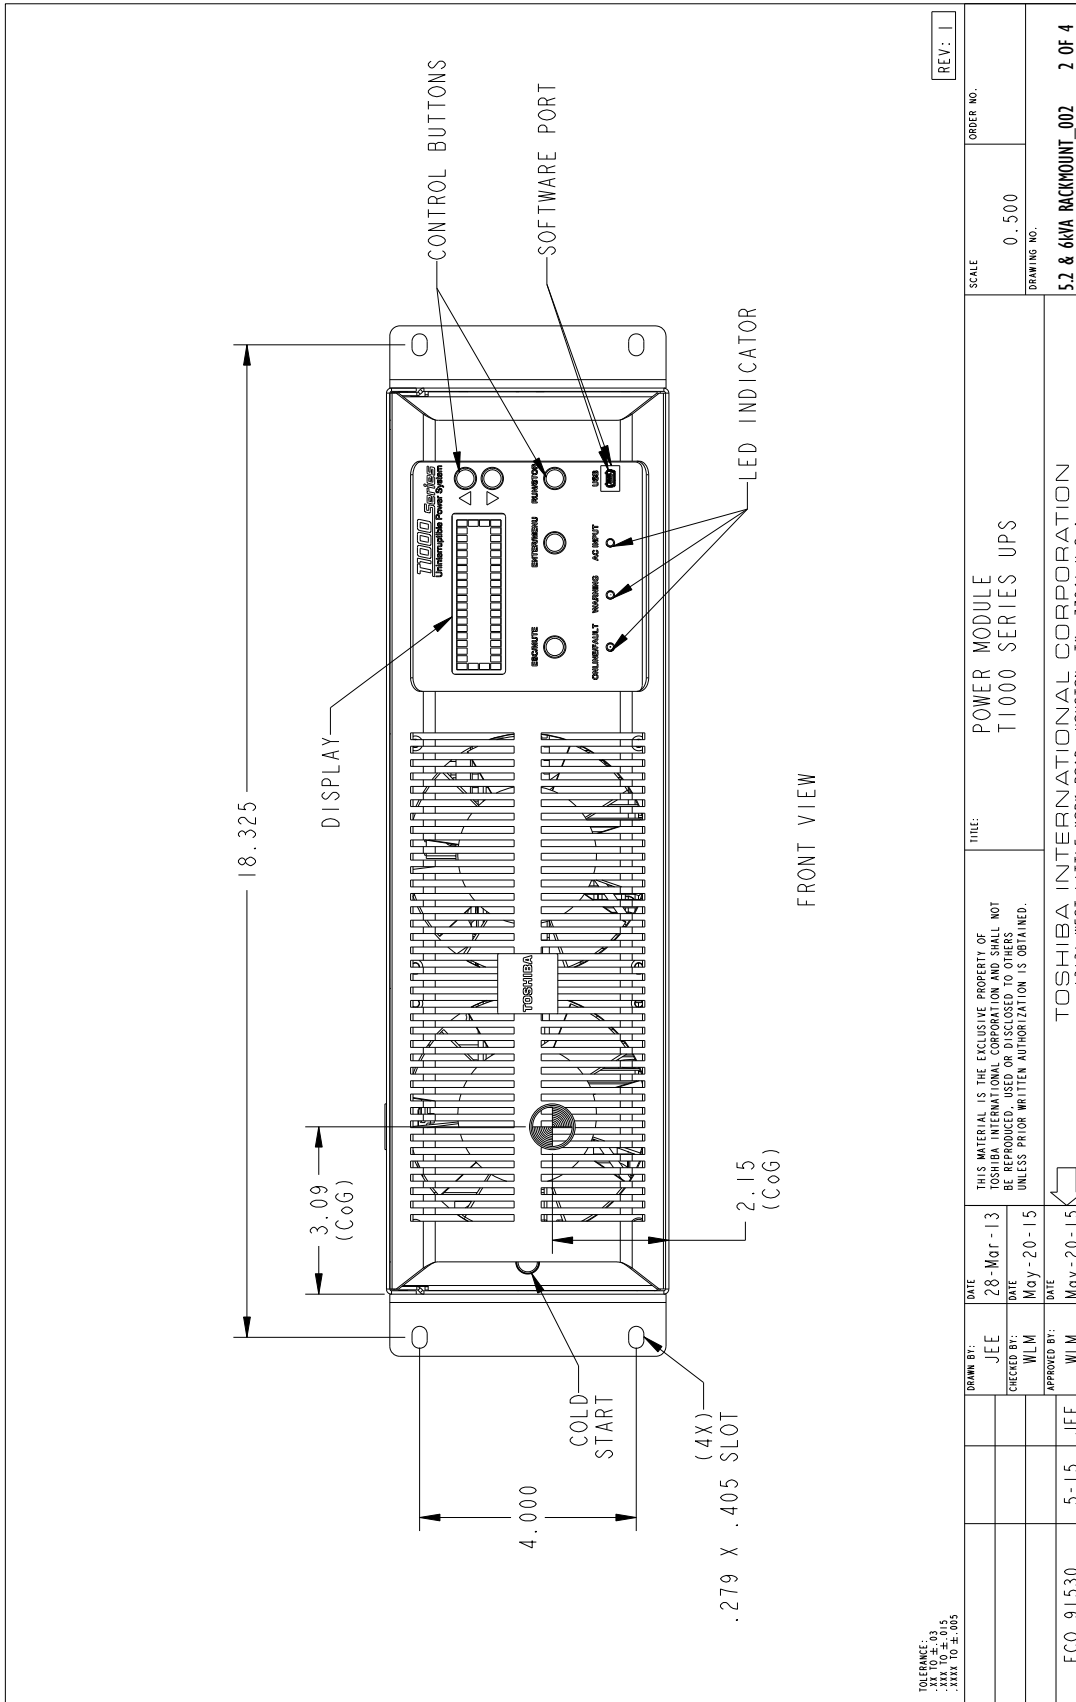 18.325
DISPLAY
CONTROL BUTTONS
SOFTWARE PORT
LED INDICATOR
3.09
(CoG)
2.15
(CoG)
COLD
START
4.000
(4X)
.279 X .405 SLOT
T1000 Series
Uninterruptible Power System
ESC/MUTE
ENTER/MENU
RUN/STOP
ONLINE/FAULT
WARNING
AC INPUT
USB
TOSHIBA
FRONT VIEW
REV: 1
TOLERANCE:
.XX TO ±.03
.XXX TO ±.015
.XXXX TO ±.005
ECO 91530
5-15
JEE
DRAWN BY:
JEE
DATE
28-Mar-13
CHECKED BY:
WLM
DATE
May-20-15
APPROVED BY:
WLM
DATE
May-20-15
THIS MATERIAL IS THE EXCLUSIVE PROPERTY OF
TOSHIBA INTERNATIONAL CORPORATION AND SHALL NOT
BE REPRODUCED, USED OR DISCLOSED TO OTHERS
UNLESS PRIOR WRITTEN AUTHORIZATION IS OBTAINED.
TITLE:
POWER MODULE
T1000 SERIES UPS
TOSHIBA INTERNATIONAL CORPORATION
SCALE
0.500
ORDER NO.
DRAWING NO.
5.2 & 6kVA RACKMOUNT_002
2 OF 4